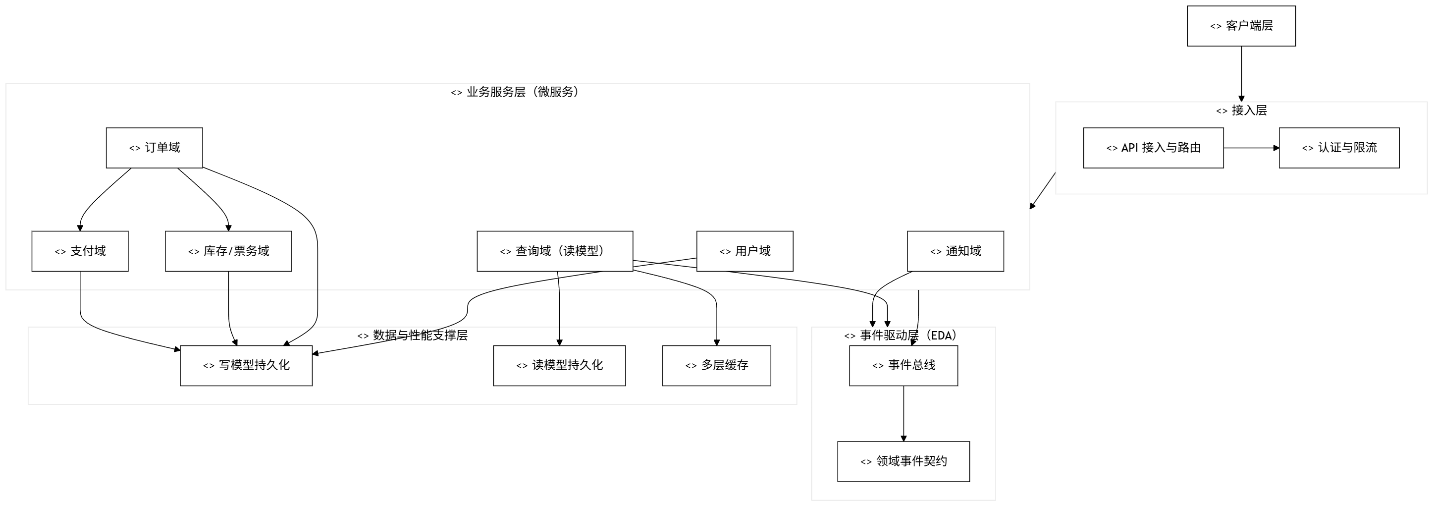 <> 客户端层
<> 业务服务层（微服务）
<> 接入层
<> 订单域
<> API 接入与路由
<> 认证与限流
<> 支付域
<> 库存/票务域
<> 查询域（读模型）
<> 用户域
<> 通知域
<> 数据与性能支撑层
<> 事件驱动层（EDA）
<> 写模型持久化
<> 读模型持久化
<> 多层缓存
<> 事件总线
<> 领域事件契约